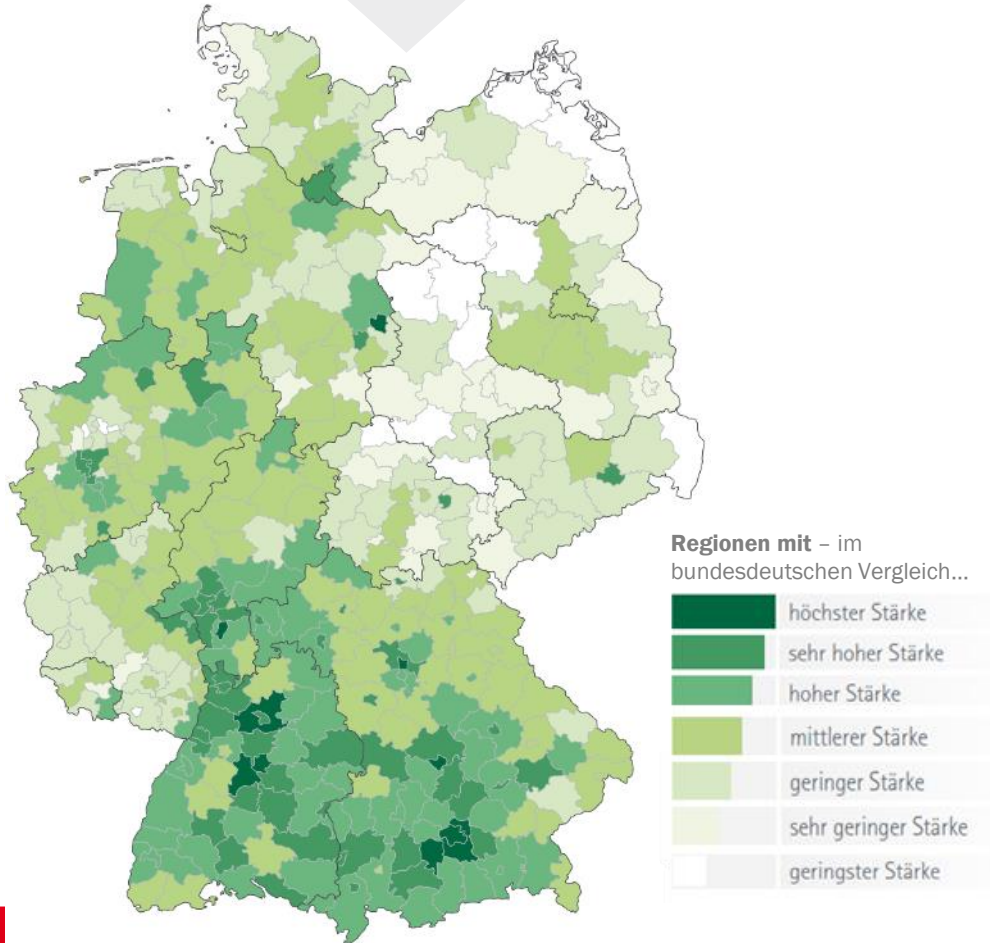 Regionen mit – im
bundesdeutschen Vergleich...
höchster Stärke
sehr hoher Stärke
hoher Stärke
mittlerer Stärke
geringer Stärke
sehr geringer Stärke
geringster Stärke